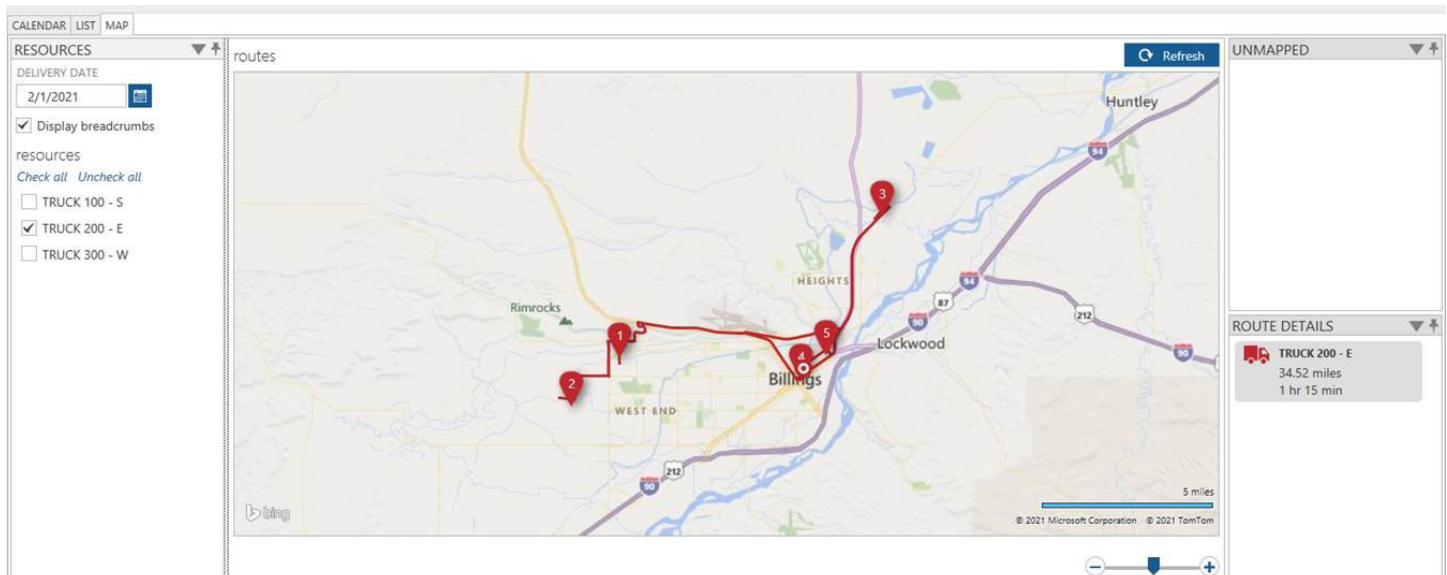 CALENDAR LIST MAP
RESOURCES
DELIVERY DATE
2/1/2021
Display breadcrumbs
resources
Check all Uncheck all
TRUCK 100 - S
TRUCK 200 - E
TRUCK 300 - W
routes
Refresh
Huntley
94
3
HEIGHTS
94
87
212
Rimrocks
90
1
5
Lockwood
90
4
2
Billings
WEST END
212
90
5 miles
bing
© 2021 Microsoft Corporation © 2021 TomTom
UNMAPPED
ROUTE DETAILS
TRUCK 200 - E
34.52 miles
1 hr 15 min